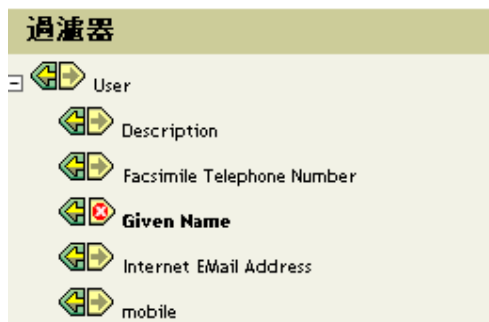 過濾器
User
Description
Facsimile Telephone Number
Given Name
Internet EMail Address
mobile